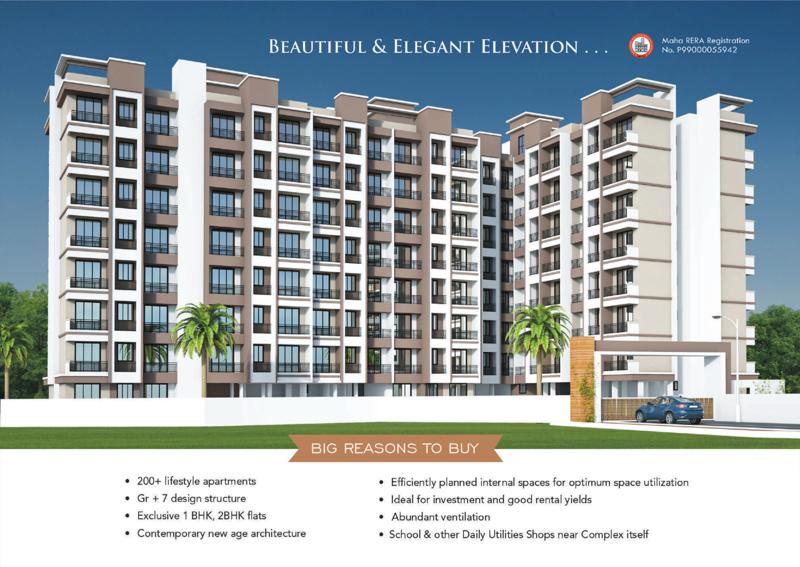 BEAUTIFUL & ELEGANT ELEVATION . . .
Maha RERA Registration
No. P99000055942
BIG REASONS TO BUY
• 200+ lifestyle apartments
• Gr + 7 design structure
• Exclusive 1 BHK, 2BHK flats
• Contemporary new age architecture
• Efficiently planned internal spaces for optimum space utilization
• Ideal for investment and good rental yields
• Abundant ventilation
• School & other Daily Utilities Shops near Complex itself